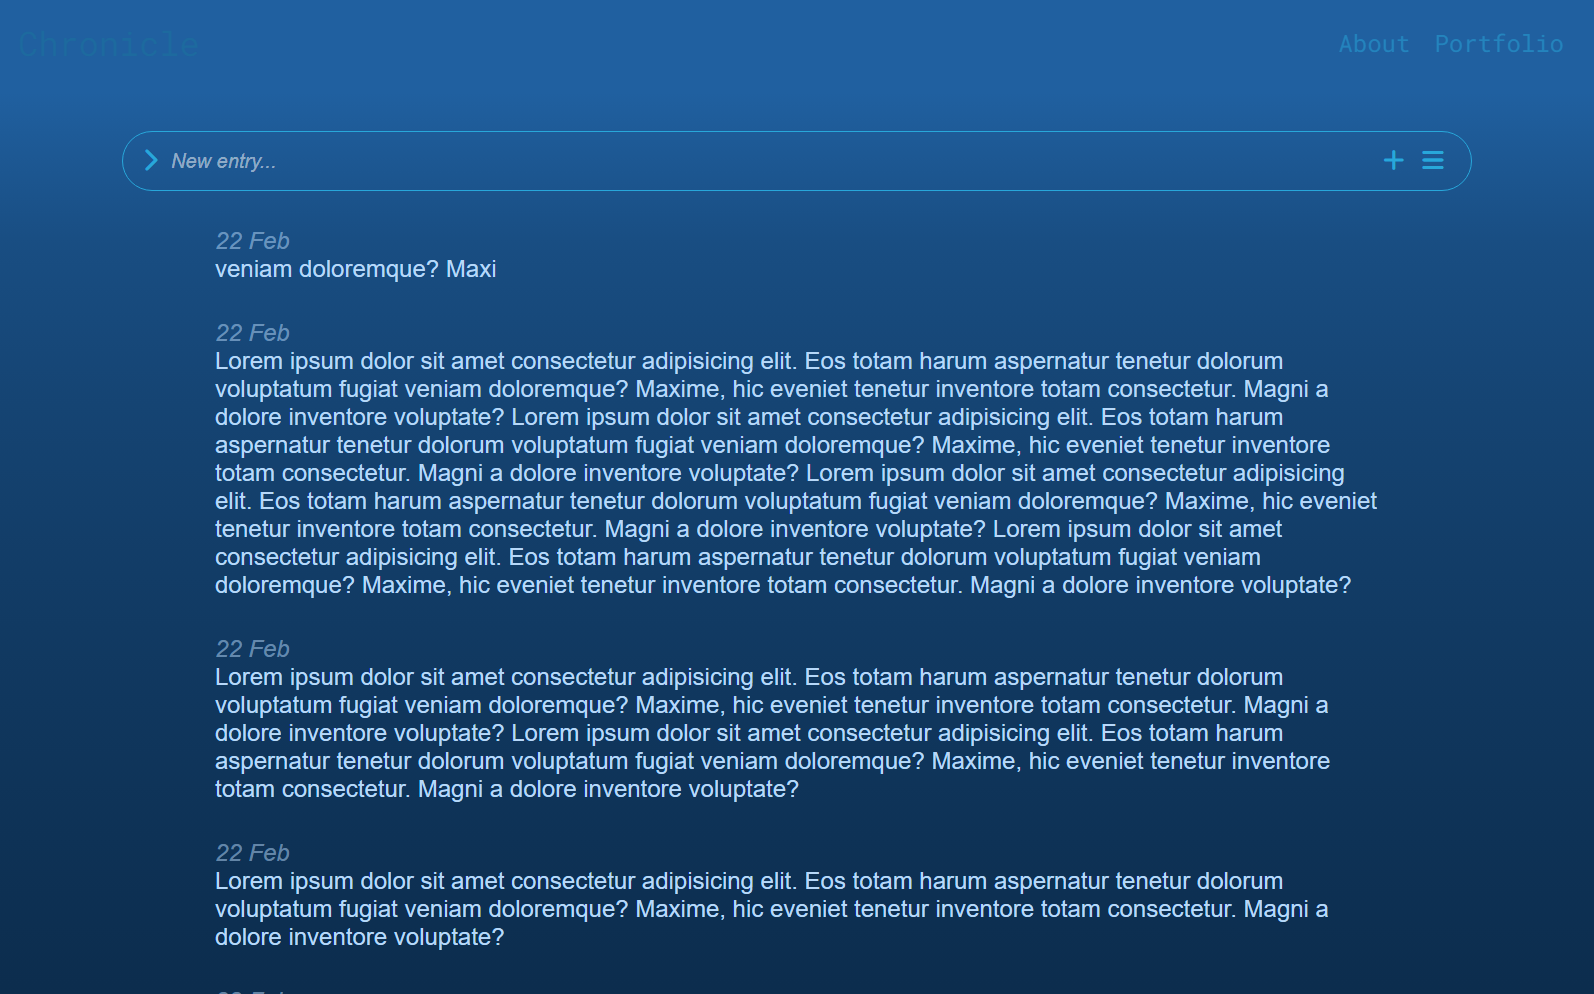 Chronicle
About Portfolio
New entry...
22 Feb
veniam doloremque? Maxi
22 Feb
Lorem ipsum dolor sit amet consectetur adipisicing elit. Eos totam harum aspernatur tenetur dolorum
voluptatum fugiat veniam doloremque? Maxime, hic eveniet tenetur inventore totam consectetur. Magni a
dolore inventore voluptate? Lorem ipsum dolor sit amet consectetur adipisicing elit. Eos totam harum
aspernatur tenetur dolorum voluptatum fugiat veniam doloremque? Maxime, hic eveniet tenetur inventore
totam consectetur. Magni a dolore inventore voluptate? Lorem ipsum dolor sit amet consectetur adipisicing
elit. Eos totam harum aspernatur tenetur dolorum voluptatum fugiat veniam doloremque? Maxime, hic eveniet
tenetur inventore totam consectetur. Magni a dolore inventore voluptate? Lorem ipsum dolor sit amet
consectetur adipisicing elit. Eos totam harum aspernatur tenetur dolorum voluptatum fugiat veniam
doloremque? Maxime, hic eveniet tenetur inventore totam consectetur. Magni a dolore inventore voluptate?
22 Feb
Lorem ipsum dolor sit amet consectetur adipisicing elit. Eos totam harum aspernatur tenetur dolorum
voluptatum fugiat veniam doloremque? Maxime, hic eveniet tenetur inventore totam consectetur. Magni a
dolore inventore voluptate? Lorem ipsum dolor sit amet consectetur adipisicing elit. Eos totam harum
aspernatur tenetur dolorum voluptatum fugiat veniam doloremque? Maxime, hic eveniet tenetur inventore
totam consectetur. Magni a dolore inventore voluptate?
22 Feb
Lorem ipsum dolor sit amet consectetur adipisicing elit. Eos totam harum aspernatur tenetur dolorum
voluptatum fugiat veniam doloremque? Maxime, hic eveniet tenetur inventore totam consectetur. Magni a
dolore inventore voluptate?